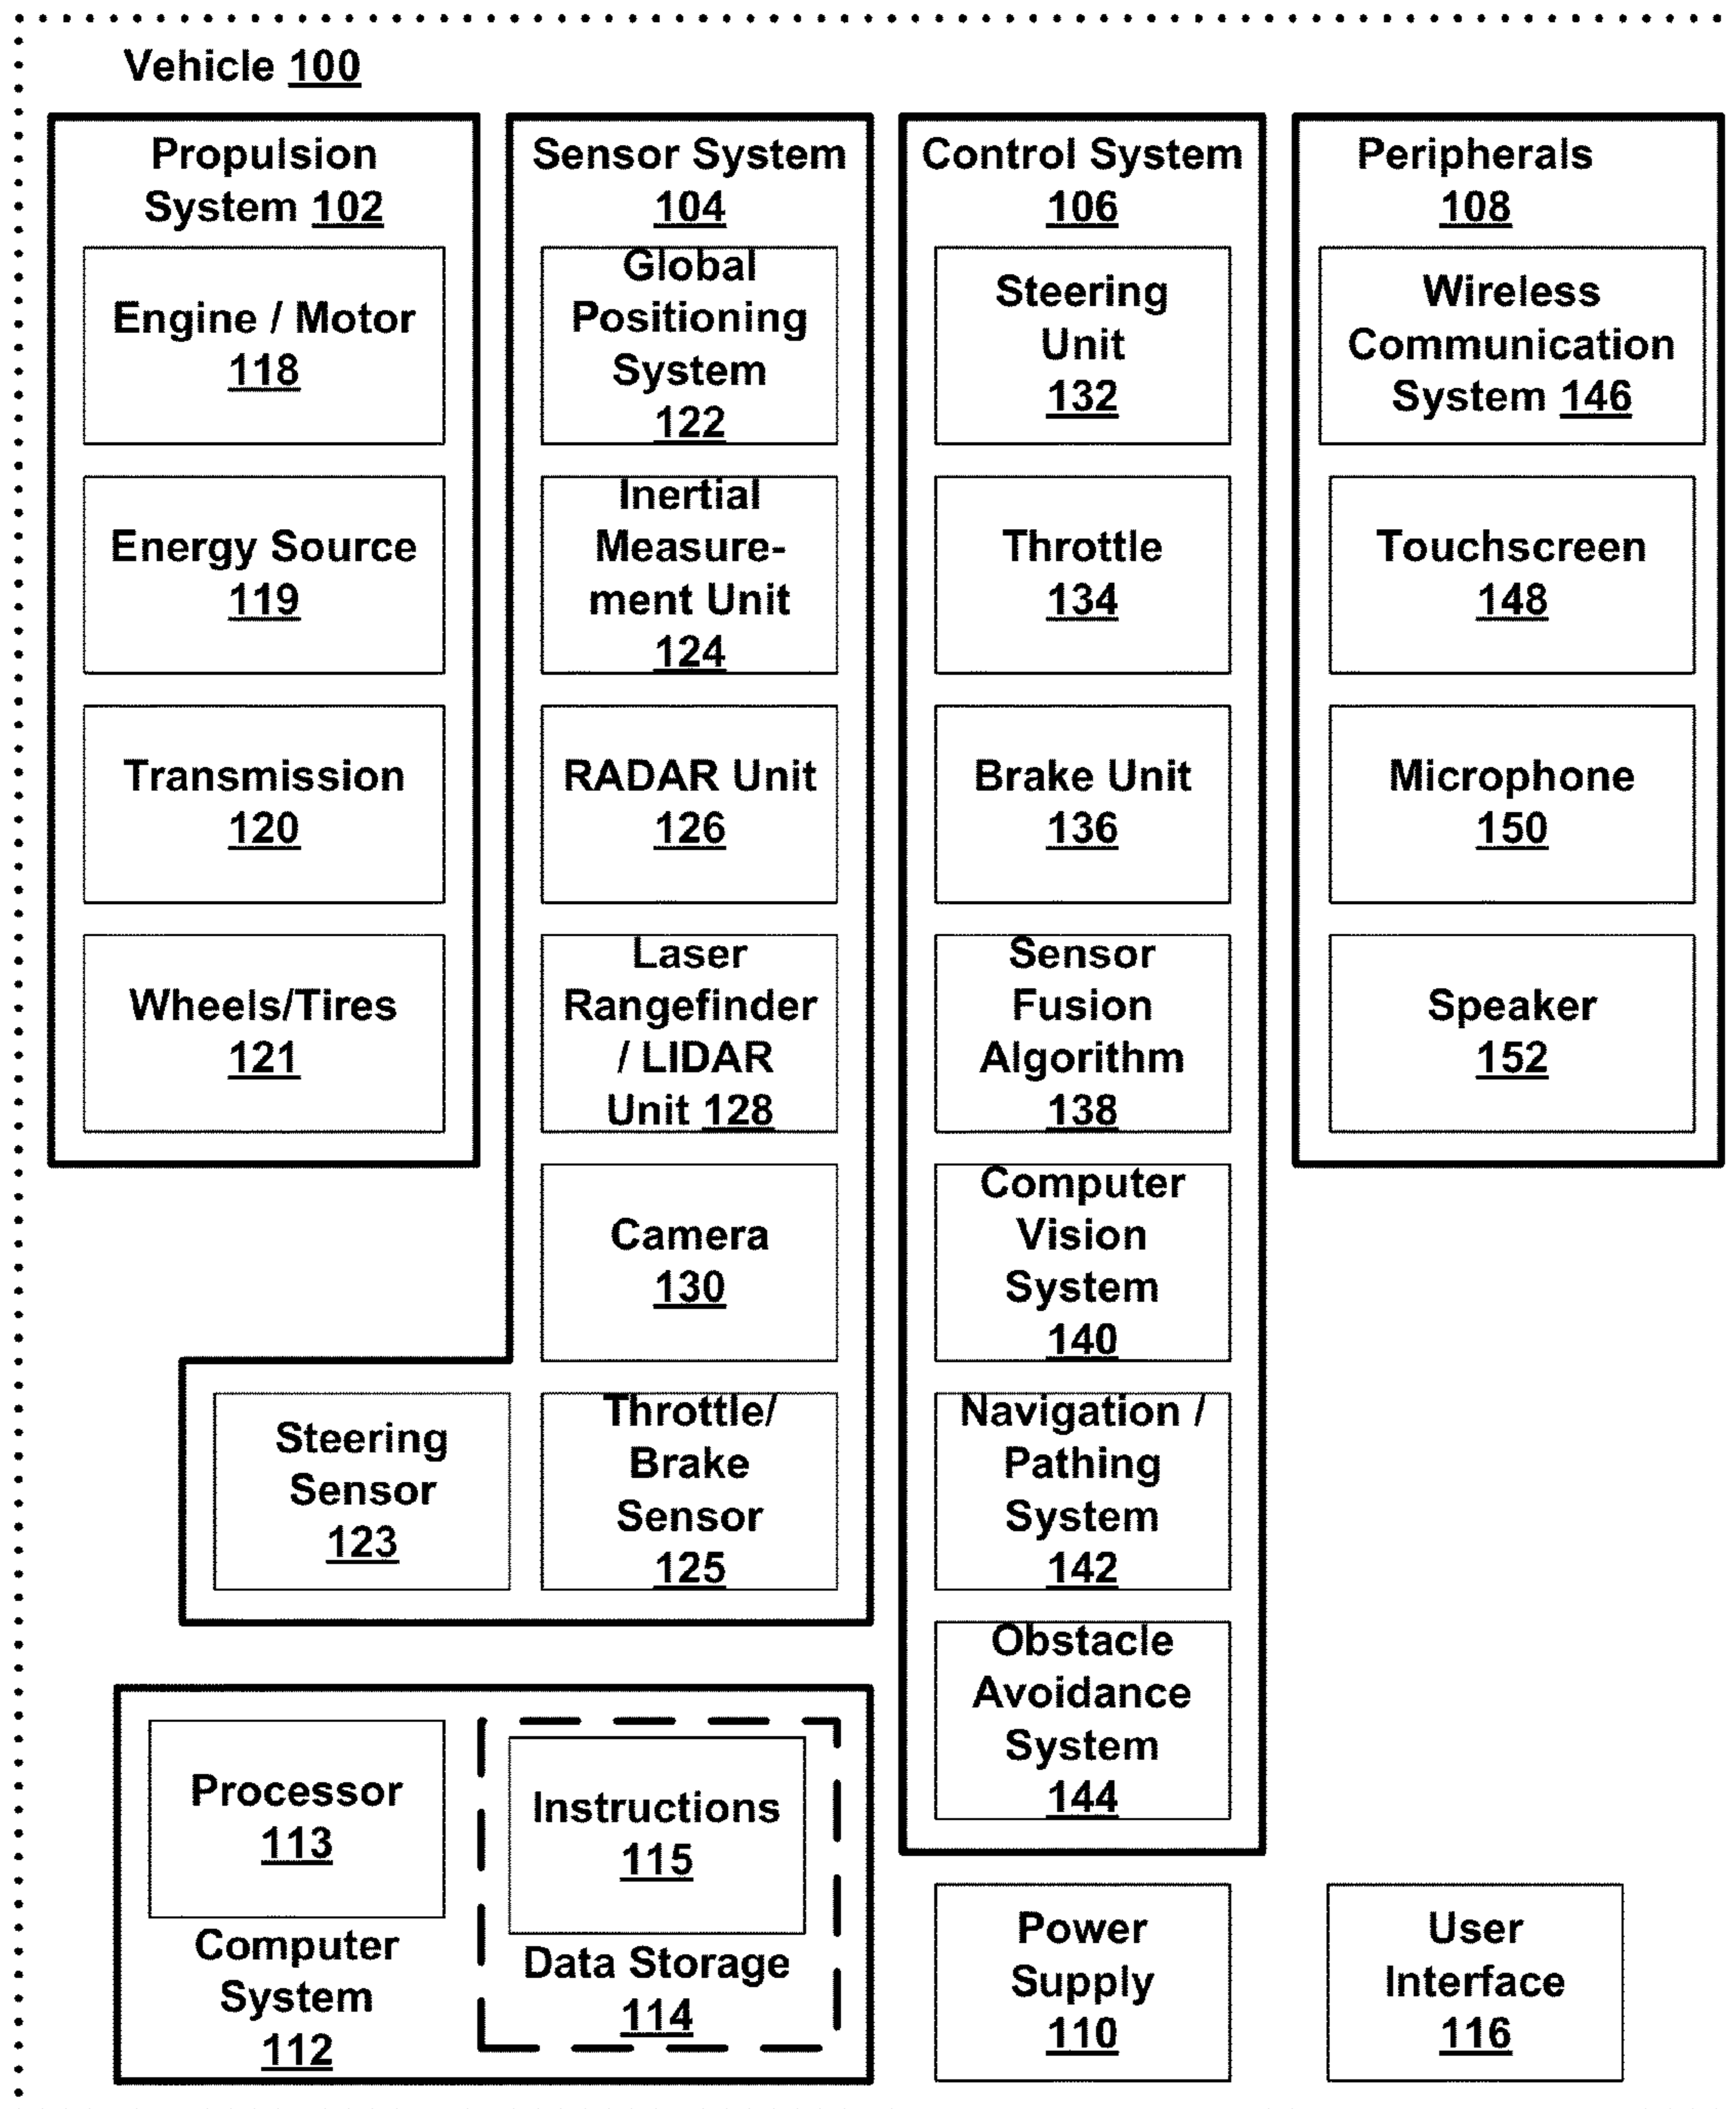 Vehicle 100
Propulsion
System 102
Engine / Motor
118
Energy Source
119
Transmission
120
Wheels/Tires
121
Sensor System
104
Global
Positioning
System
122
Inertial
Measure-
ment Unit
124
RADAR Unit
126
Laser
Rangefinder
/ LIDAR
Unit 128
Camera
130
Steering
Sensor
123
Throttle/
Brake
Sensor
125
Control System
106
Steering
Unit
132
Throttle
134
Brake Unit
136
Sensor
Fusion
Algorithm
138
Computer
Vision
System
140
Navigation /
Pathing
System
142
Obstacle
Avoidance
System
144
Peripherals
108
Wireless
Communication
System 146
Touchscreen
148
Microphone
150
Speaker
152
Processor
113
Computer
System
112
Instructions
115
Data Storage
114
Power
Supply
110
User
Interface
116